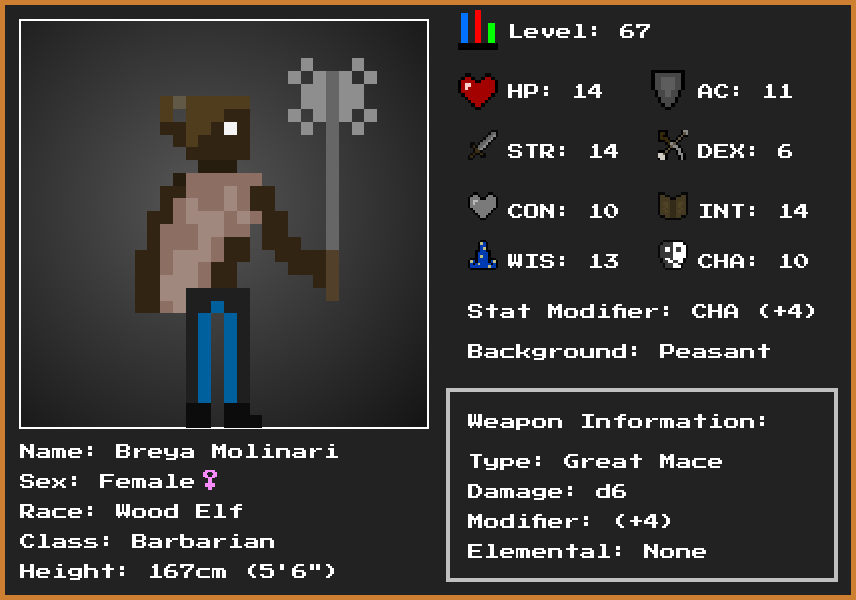 Level: 67
HP: 14 AC: 11
STR: 14 DEX: 6
CON: 10 INT: 14
WIS: 13 CHA: 10
Stat Modifier: CHA (+4)
Background: Peasant
Weapon Information:
Type: Great Mace
Damage: d6
Modifier: (+4)
Elemental: None
Name: Breya Molinari
Sex: Female♀
Race: Wood Elf
Class: Barbarian
Height: 167cm (5'6")